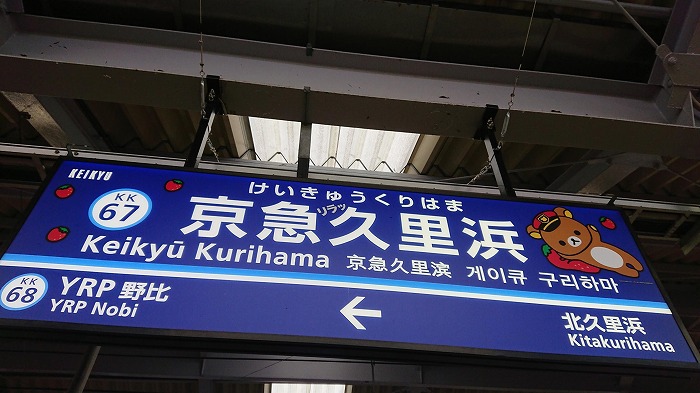 KEIKYU
けいきゅうくりはま
KK
67
京急リラッ久里浜
Keikyū Kurihama
京急久里滨 게이큐 구리하마
KK
68
YRP 野比
YRP Nobi
←
北久里浜
Kitakurihama